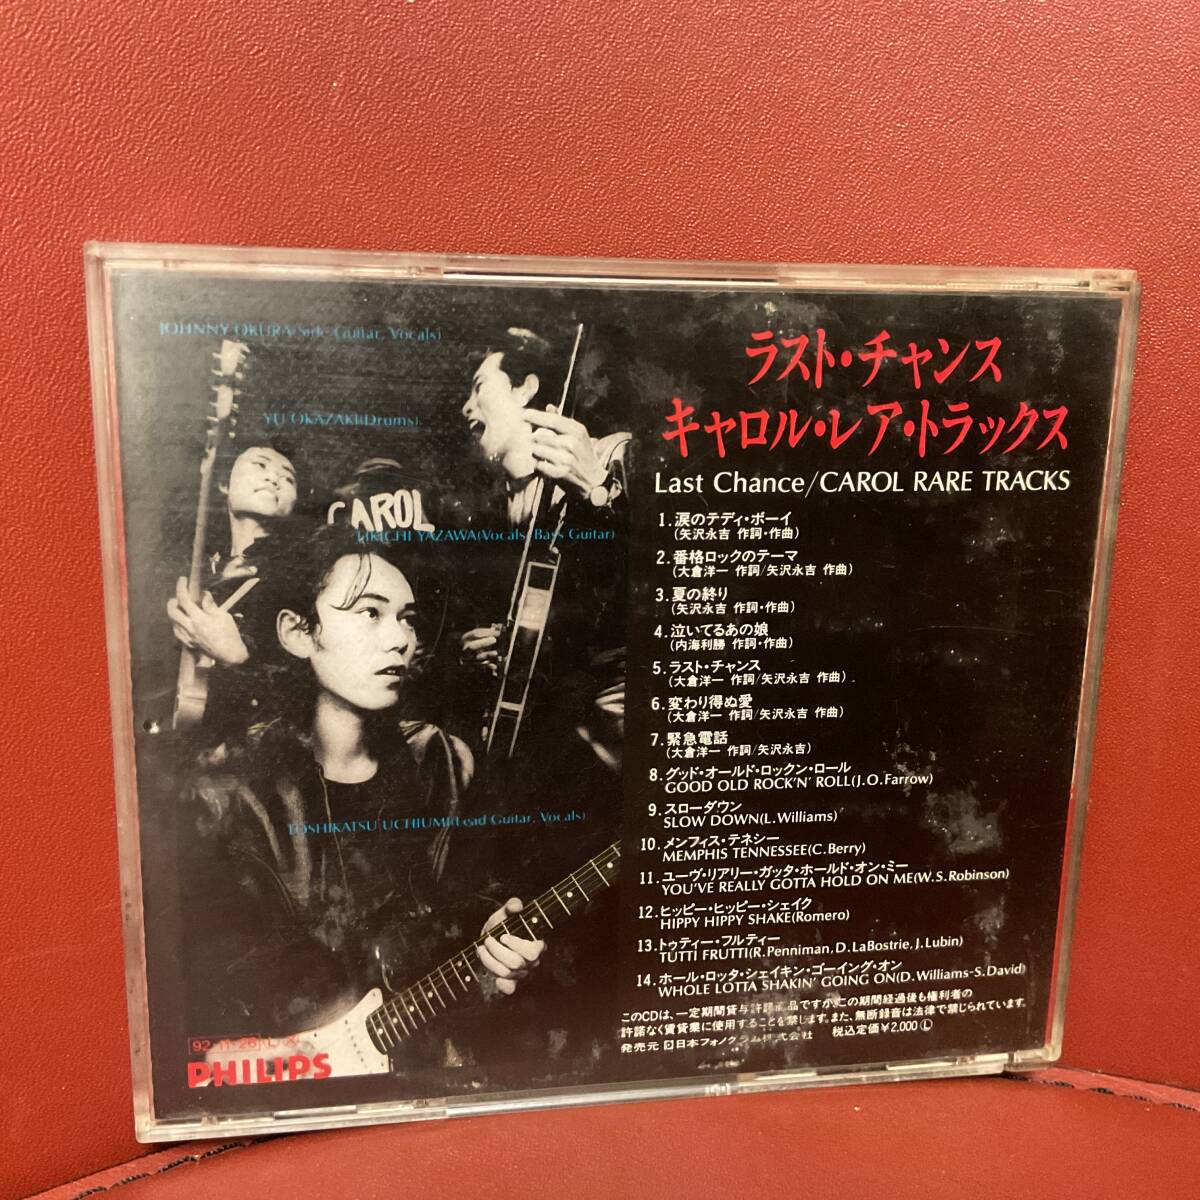 JOHNNY OKURA(Side Guitar, Vocals)
YU OKAZAKI(Drums)
CAROL
EIKICHI YAZAWA(Vocals, Bass Guitar)
TOSHIKATSU UCHIUMI(Lead Guitar, Vocals)
92・11・26 L
PHILIPS
ラスト・チャンス
キャロル・レア・トラックス
Last Chance/CAROL RARE TRACKS
1.涙のテディ・ボーイ
(矢沢永吉 作詞・作曲)
2.番格ロックのテーマ
(大倉洋一 作詞/矢沢永吉 作曲)
3.夏の終り
(矢沢永吉 作詞・作曲)
4.泣いてるあの娘
(内海利勝 作詞・作曲)
5.ラスト・チャンス
(大倉洋一 作詞/矢沢永吉 作曲)
6.変わり得ぬ愛
(大倉洋一 作詞/矢沢永吉 作曲)
7.緊急電話
(大倉洋一 作詞/矢沢永吉)
8.グッド・オールド・ロックン・ロール
GOOD OLD ROCK'N' ROLL(J.O.Farrow)
9.スローダウン
SLOW DOWN(L.Williams)
10.メンフィス・テネシー
MEMPHIS TENNESSEE(C.Berry)
11.ユーヴ・リアリー・ガッタ・ホールド・オン・ミー
YOU'VE REALLY GOTTA HOLD ON ME(W.S.Robinson)
12.ヒッピー・ヒッピー・シェイク
HIPPY HIPPY SHAKE(Romero)
13.トゥティー・フルティー
TUTTI FRUTTI(R.Penniman,D.LaBostrie,J.Lubin)
14.ホール・ロッタ・シェイキン・ゴーイング・オン
WHOLE LOTTA SHAKIN' GOING ON(D.Williams-S.David)
このCDは、一定期間貸与許諾商品ですが、この期間経過後も権利者の
許諾なく賃貸業に使用することを禁じます。また、無断録音は法律で禁じられています。
発売元 日本フォノグラム株式会社 税込定価¥2,000 Ⓛ